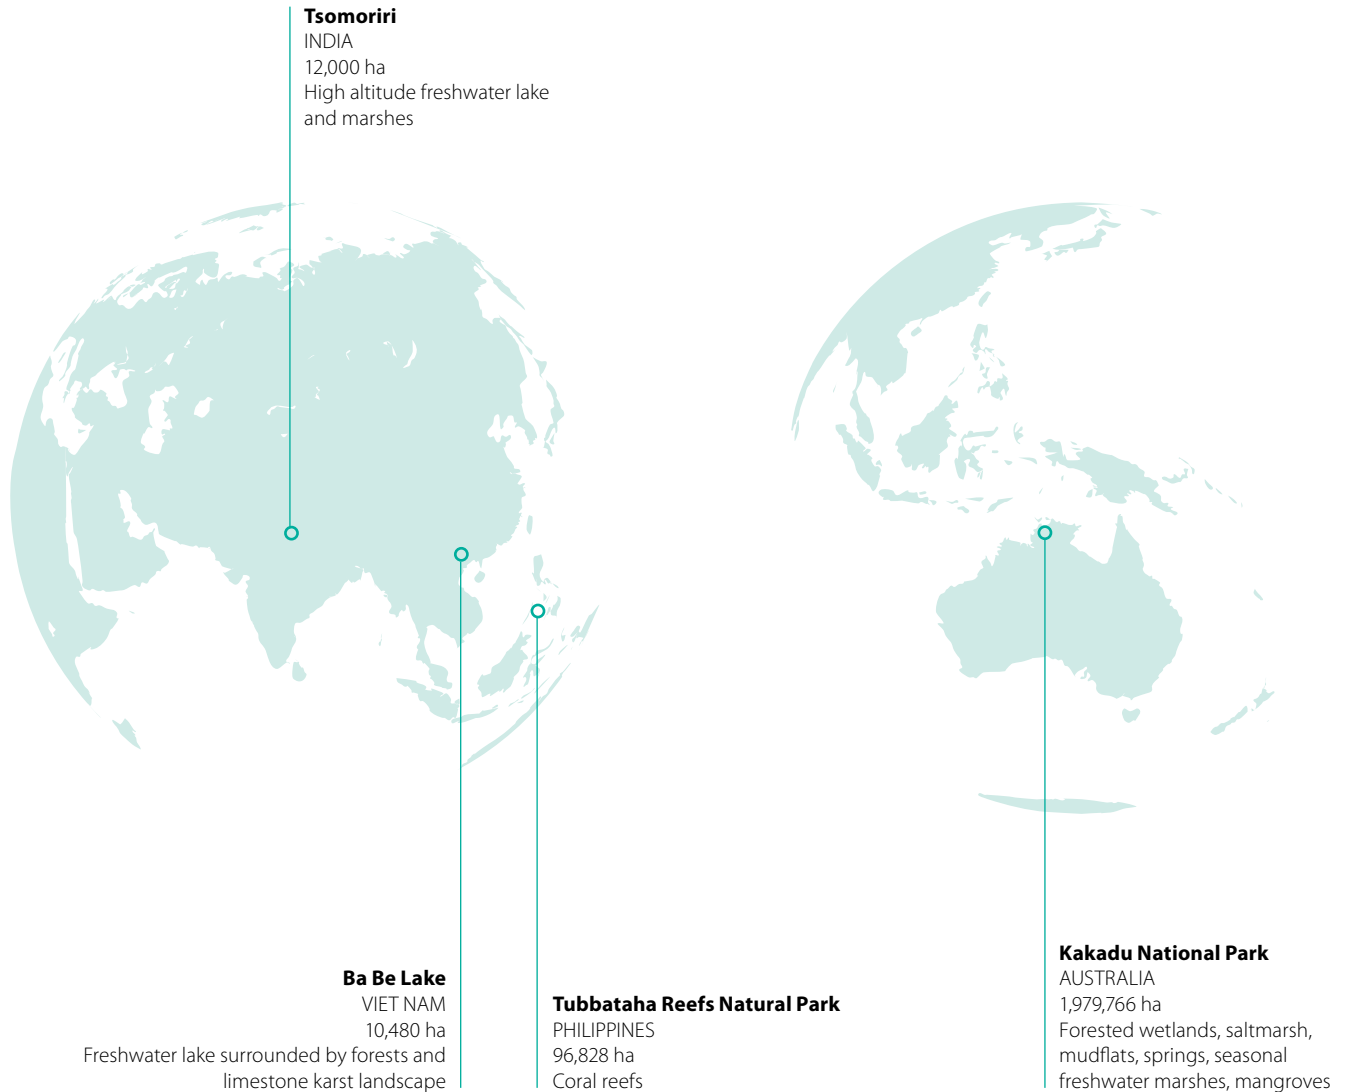 Tsomoriri
INDIA
12,000 ha
High altitude freshwater lake
and marshes
Ba Be Lake
VIET NAM
10,480 ha
Freshwater lake surrounded by forests and
limestone karst landscape
Tubbataha Reefs Natural Park
PHILIPPINES
96,828 ha
Coral reefs
Kakadu National Park
AUSTRALIA
1,979,766 ha
Forested wetlands, saltmarsh,
mudflats, springs, seasonal
freshwater marshes, mangroves